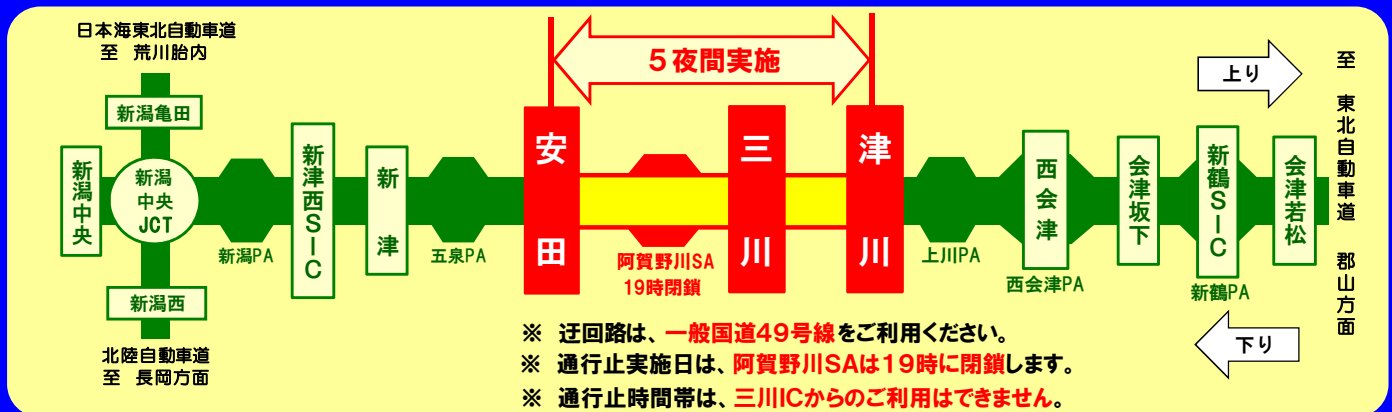 日本海東北自動車道
至 荒川胎内
5夜間実施
上り
至 東北自動車道 郡山方面
新潟亀田
新潟中央
新潟
中央
JCT
新潟PA
新津西SIC
新津
五泉PA
安田
阿賀野川SA
19時閉鎖
三川
津川
上川PA
西会津
西会津PA
会津坂下
新鶴SIC
新鶴PA
会津若松
新潟西
北陸自動車道
至 長岡方面
下り
※ 迂回路は、一般国道49号線をご利用ください。
※ 通行止実施日は、阿賀野川SAは19時に閉鎖します。
※ 通行止時間帯は、三川ICからのご利用はできません。